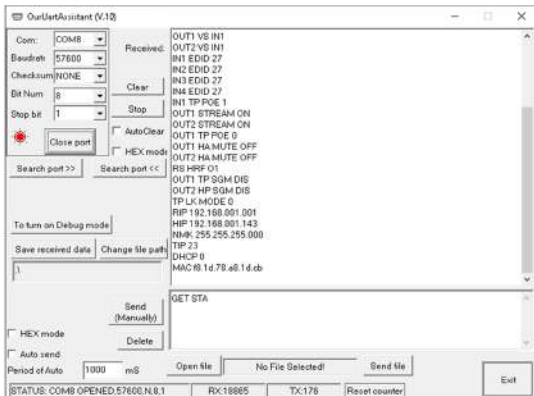 OurUartAssistant (V.10)
Com: COM8
Baudrate 57600
Checksum NONE
Bit Num 8
Stop bit 1
Close port
Search port >>
Search port <<
Received:
Clear
Stop
AutoClear
HEX mode
To turn on Debug mode
Save received data
Change file path
.\
OUT1 VS IN1
OUT2 VS IN1
IN1 EDID 27
IN2 EDID 27
IN3 EDID 27
IN4 EDID 27
IN1 TP POE 1
OUT1 STREAM ON
OUT2 STREAM ON
OUT1 TP POE 0
OUT1 HA MUTE OFF
OUT2 HA MUTE OFF
RS HRF O1
OUT1 TP SGM DIS
OUT2 HP SGM DIS
TP LK MODE 0
RIP 192.168.001.001
HIP 192.168.001.143
NMK 255.255.255.000
TIP 23
DHCP 0
MAC f8.1d.78.a8.1d.cb
Send
(Manually)
Delete
GET STA
HEX mode
Auto send
Period of Auto 1000 mS
Open file
No File Selected!
Send file
Exit
STATUS: COM8 OPENED,57600,N,8,1
RX:18865
TX:176
Reset counter